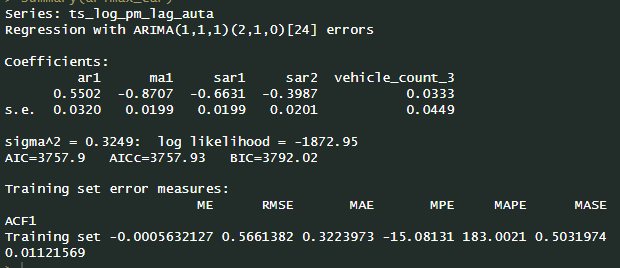 > summary(arimax_car)
Series: ts_log_pm_lag_auta
Regression with ARIMA(1,1,1)(2,1,0)[24] errors
Coefficients:
ar1 ma1 sar1 sar2 vehicle_count_3
0.5502 -0.8707 -0.6631 -0.3987 0.0333
s.e. 0.0320 0.0199 0.0199 0.0201 0.0449
sigma^2 = 0.3249: log likelihood = -1872.95
AIC=3757.9 AICc=3757.93 BIC=3792.02
Training set error measures:
ME RMSE MAE MPE MAPE MASE
ACF1
Training set -0.0005632127 0.5661382 0.3223973 -15.08131 183.0021 0.5031974
0.01121569
>